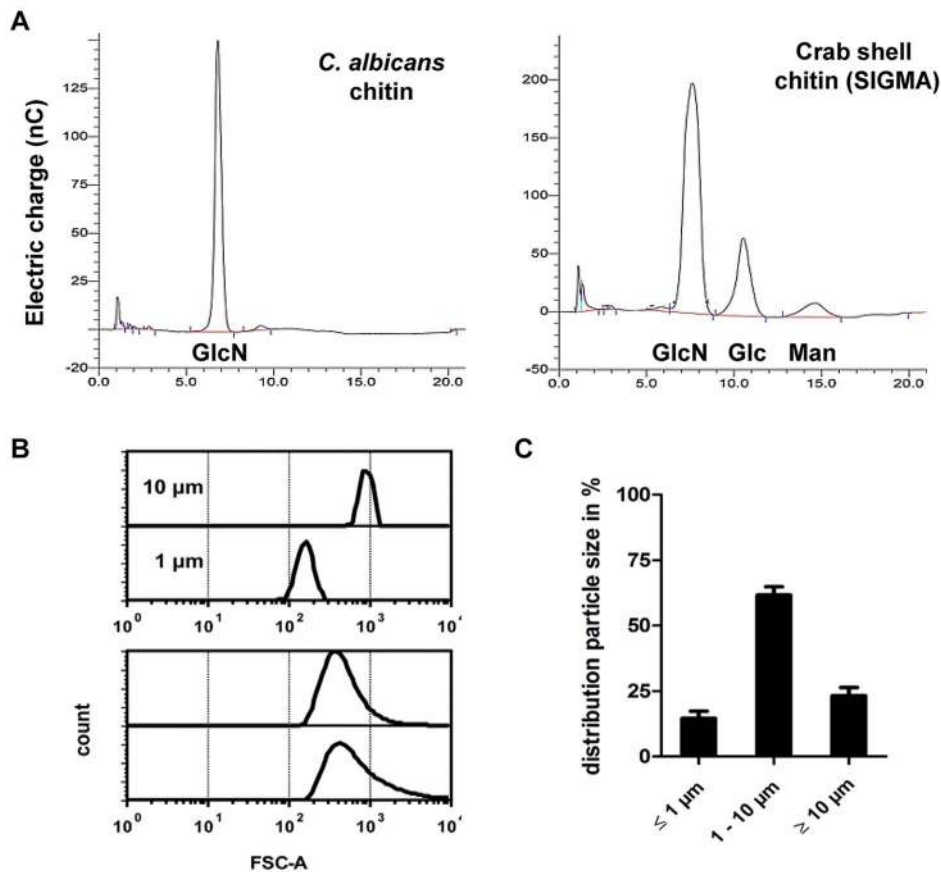 A
C. albicans
chitin
Electric charge (nC)
125
100
75
50
25
-20
0.0 5.0 10.0 15.0 20.0
GlcN
Crab shell
chitin (SIGMA)
200
150
100
50
0
-50
0.0 5.0 10.0 15.0 20.0
GlcN Glc Man
B
10 µm
1 µm
10⁰ 10¹ 10² 10³ 10⁴
count
10⁰ 10¹ 10² 10³ 10⁴
FSC-A
C
distribution particle size in %
100
75
50
25
0
≤ 1 µm
1 - 10 µm
≥ 10 µm